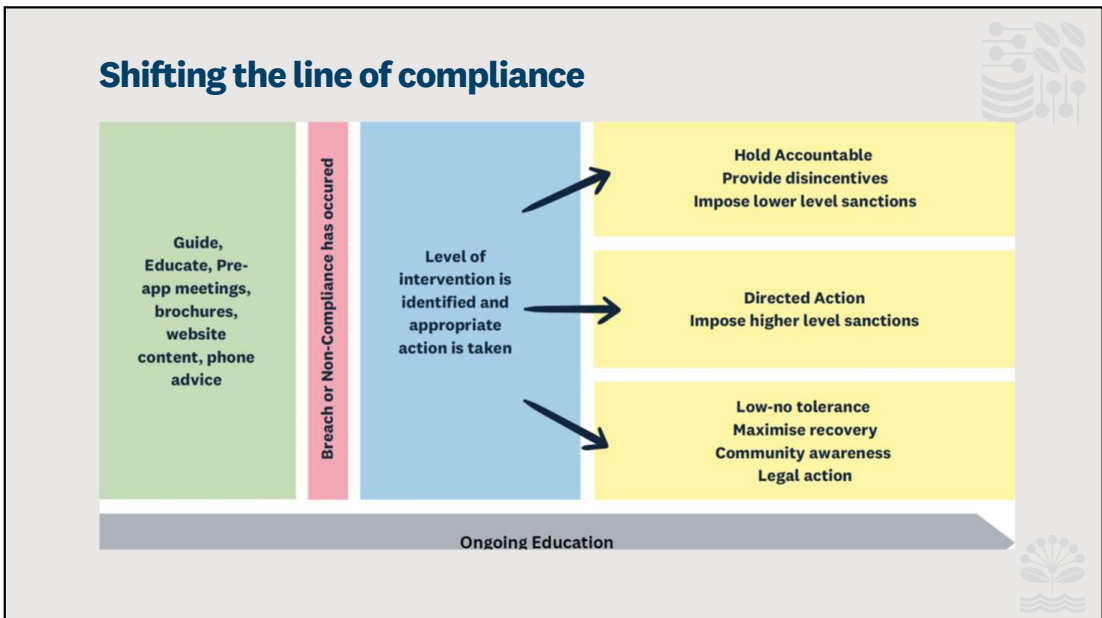 Shifting the line of compliance
Guide,
Educate, Pre-
app meetings,
brochures,
website
content, phone
advice
Breach or Non-Compliance has occured
Level of
intervention is
identified and
appropriate
action is taken
Hold Accountable
Provide disincentives
Impose lower level sanctions
Directed Action
Impose higher level sanctions
Low-no tolerance
Maximise recovery
Community awareness
Legal action
Ongoing Education